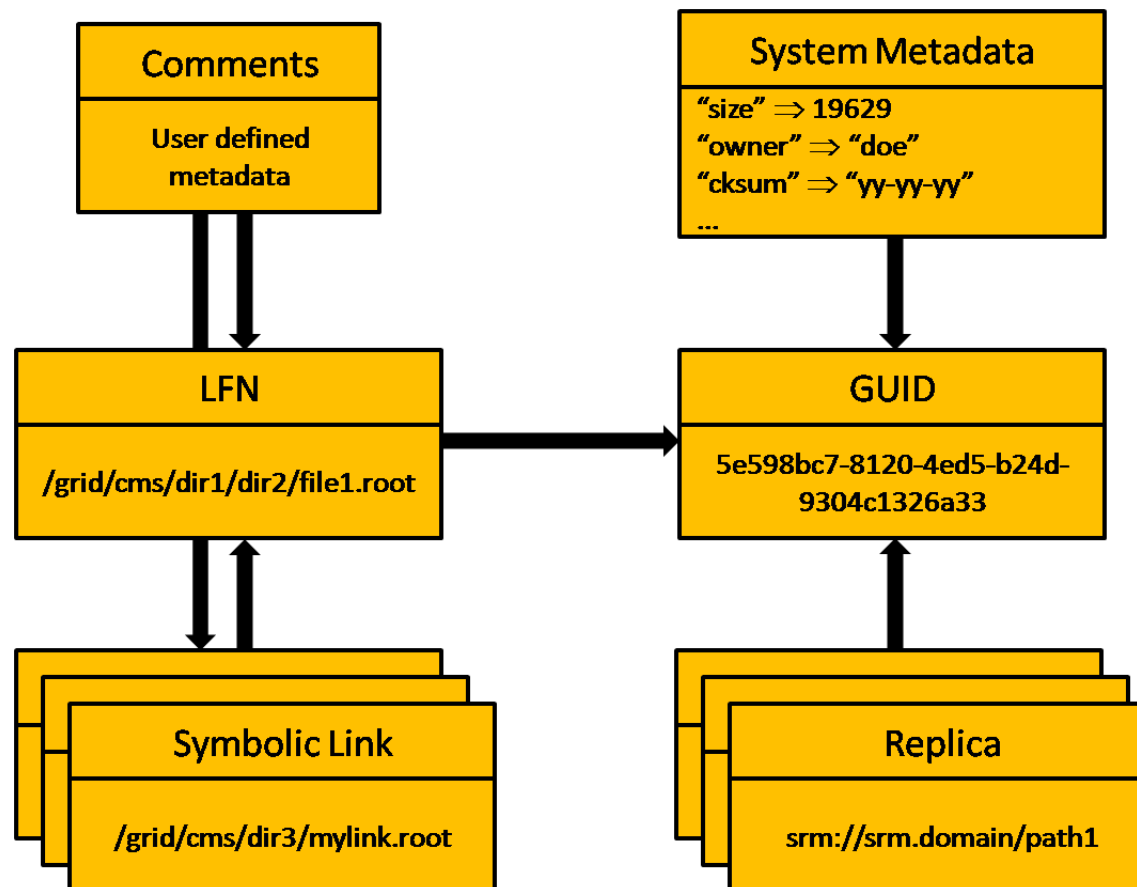 Comments
User defined
metadata
System Metadata
“size” ⇒ 19629
“owner” ⇒ “doe”
“cksum” ⇒ “yy-yy-yy”
...
LFN
/grid/cms/dir1/dir2/file1.root
GUID
5e598bc7-8120-4ed5-b24d-
9304c1326a33
Symbolic Link
/grid/cms/dir3/mylink.root
Replica
srm://srm.domain/path1